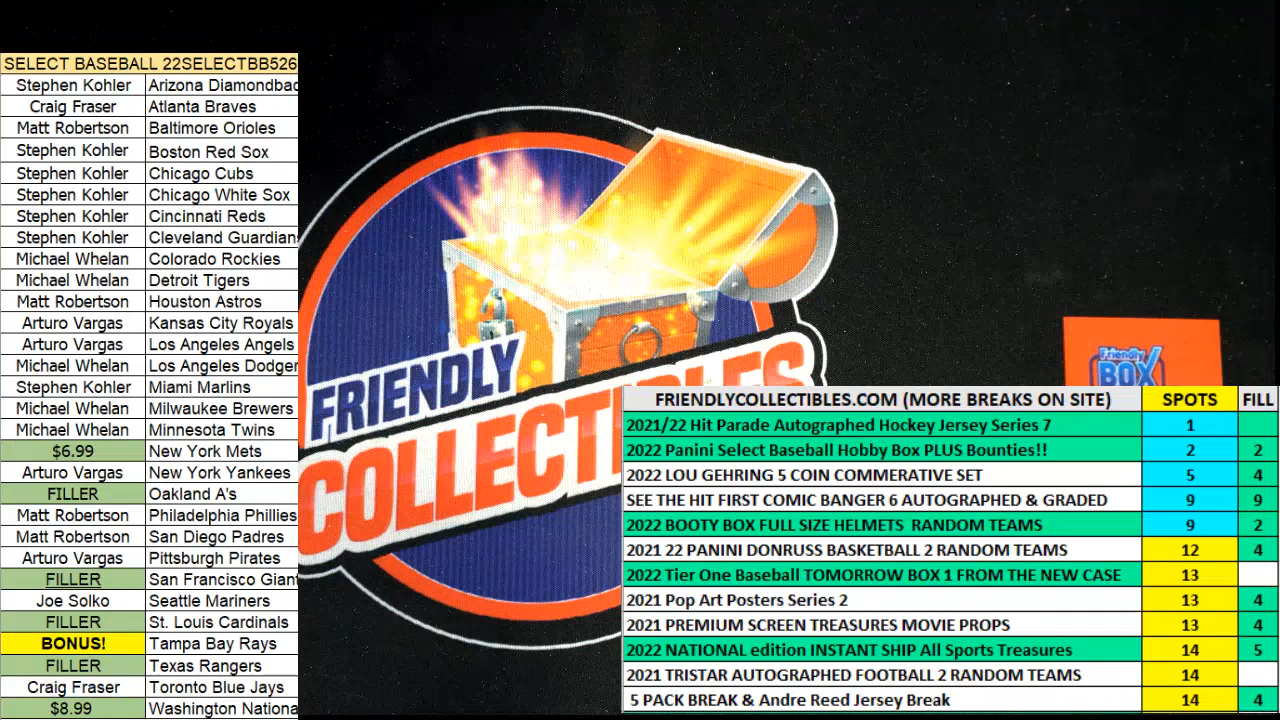 SELECT BASEBALL 22SELECTBB526
Stephen Kohler Arizona Diamondbac
Craig Fraser Atlanta Braves
Matt Robertson Baltimore Orioles
Stephen Kohler Boston Red Sox
Stephen Kohler Chicago Cubs
Stephen Kohler Chicago White Sox
Stephen Kohler Cincinnati Reds
Stephen Kohler Cleveland Guardian
Michael Whelan Colorado Rockies
Michael Whelan Detroit Tigers
Matt Robertson Houston Astros
Arturo Vargas Kansas City Royals
Arturo Vargas Los Angeles Angels
Michael Whelan Los Angeles Dodger
Stephen Kohler Miami Marlins
Michael Whelan Milwaukee Brewers
Michael Whelan Minnesota Twins
$6.99 New York Mets
Arturo Vargas New York Yankees
FILLER Oakland A's
Matt Robertson Philadelphia Phillies
Matt Robertson San Diego Padres
Arturo Vargas Pittsburgh Pirates
FILLER San Francisco Gian
Joe Solko Seattle Mariners
FILLER St. Louis Cardinals
BONUS! Tampa Bay Rays
FILLER Texas Rangers
Craig Fraser Toronto Blue Jays
$8.99 Washington Nationa
FRIENDLY
COLLECTIBLES
Friendly
BOX
FRIENDLYCOLLECTIBLES.COM (MORE BREAKS ON SITE) SPOTS FILL
2021/22 Hit Parade Autographed Hockey Jersey Series 7 1
2022 Panini Select Baseball Hobby Box PLUS Bounties!! 2 2
2022 LOU GEHRING 5 COIN COMMERATIVE SET 5 4
SEE THE HIT FIRST COMIC BANGER 6 AUTOGRAPHED & GRADED 9 9
2022 BOOTY BOX FULL SIZE HELMETS RANDOM TEAMS 9 2
2021 22 PANINI DONRUSS BASKETBALL 2 RANDOM TEAMS 12 4
2022 Tier One Baseball TOMORROW BOX 1 FROM THE NEW CASE 13
2021 Pop Art Posters Series 2 13 4
2021 PREMIUM SCREEN TREASURES MOVIE PROPS 13 4
2022 NATIONAL edition INSTANT SHIP All Sports Treasures 14 5
2021 TRISTAR AUTOGRAPHED FOOTBALL 2 RANDOM TEAMS 14
5 PACK BREAK & Andre Reed Jersey Break 14 4